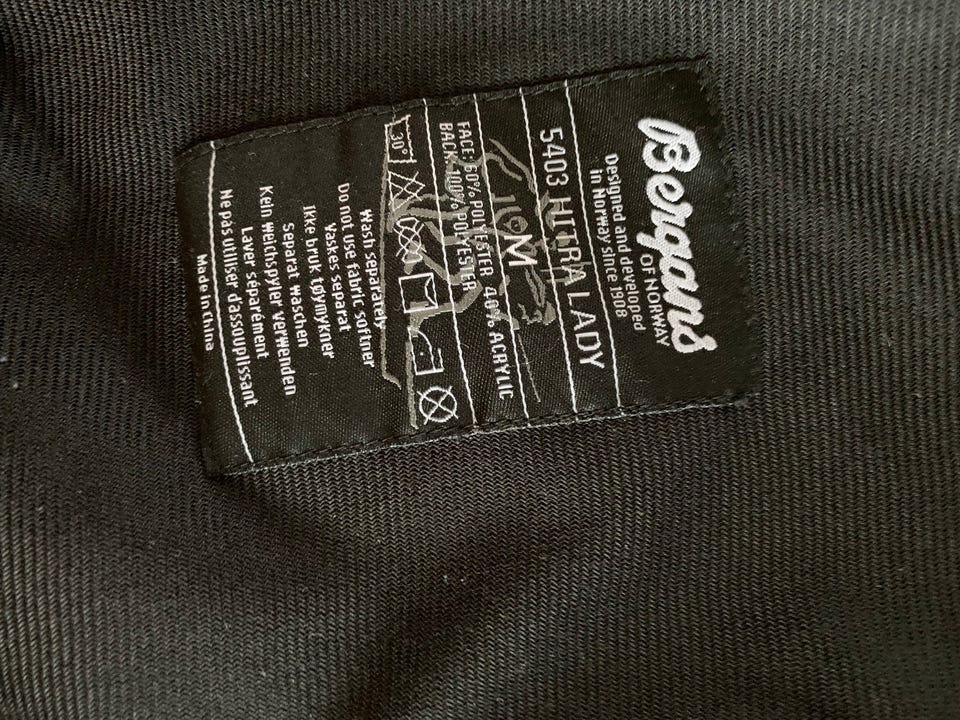 Bergans
OF NORWAY
Designed and developed
in Norway since 1908
5403 HITRA LADY
M
FACE: 60% POLYESTER 40% ACRYLIC
BACK: 100% POLYESTER
30°
Wash separately
Do not use fabric softner
Vaskes separat
Ikke bruk tøymykner
Separat waschen
Kein Weichspyler verwenden
Laver séparément
Ne pàs utiliser d'assouplissant
Made in China